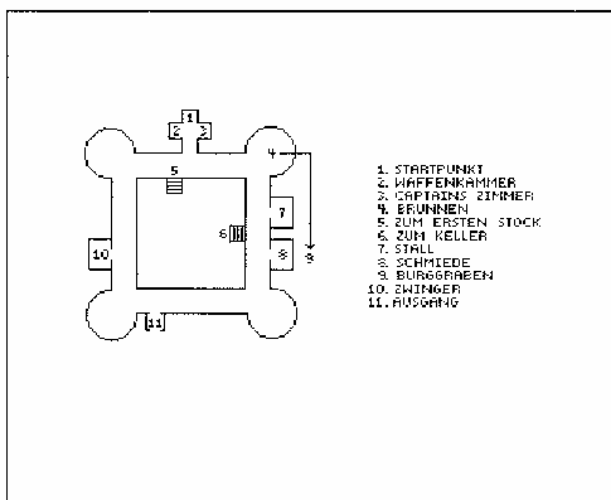 1
2 3
4
5
6
7
8
9
10
11
1. STARTPUNKT
2. WAFFENKAMMER
3. CAPTAINS ZIMMER
4. BRUNNEN
5. ZUM ERSTEN STOCK
6. ZUM KELLER
7. STALL
8. SCHMIEDE
9. BURGGRABEN
10. ZWINGER
11. AUSGANG